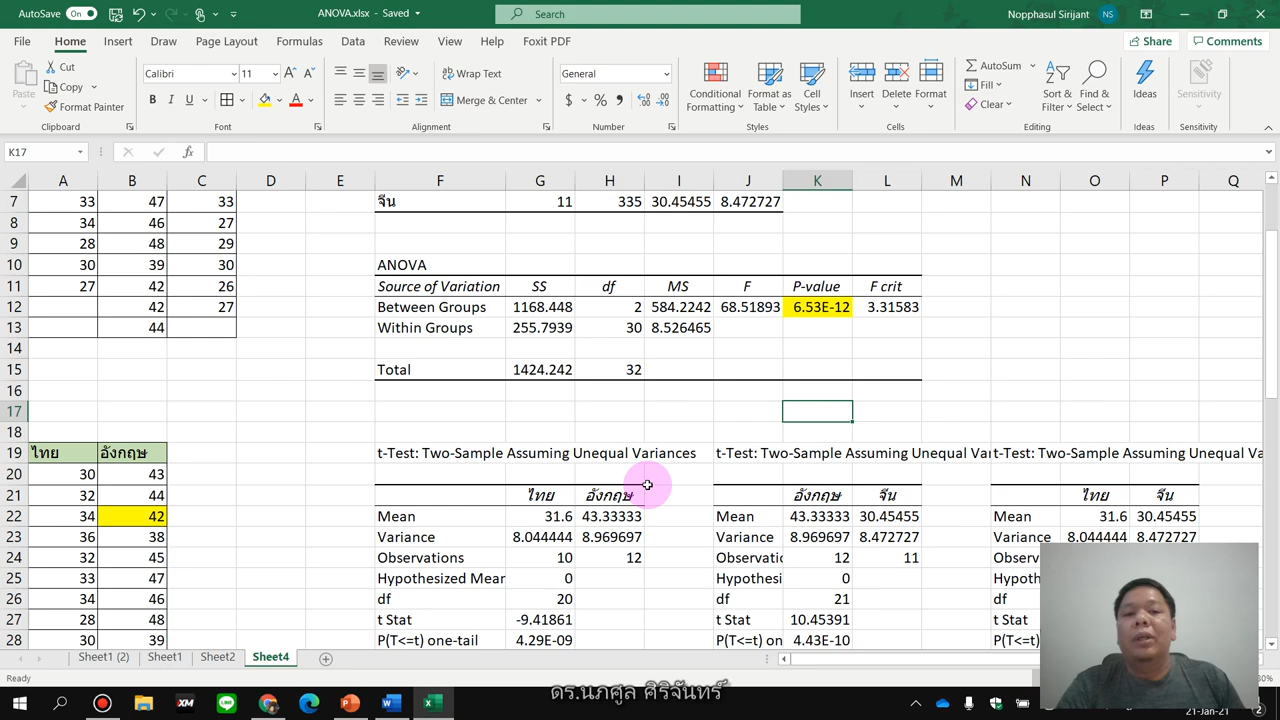 AutoSave On ANOVA.xlsx - Saved Search Nopphasul Sirijant NS
File Home Insert Draw Page Layout Formulas Data Review View Help Foxit PDF Share Comments
Paste Cut Copy Format Painter Clipboard
Calibri 11 B I U A Font
Wrap Text Merge & Center Alignment
General $ % Number
Conditional Formatting Format as Table Cell Styles Styles
Insert Delete Format Cells
AutoSum Fill Clear Sort & Filter Find & Select Editing
Ideas Ideas
Sensitivity Sensitivity
K17 fx
A B C D E F G H I J K L M N O P Q
7 33 47 33 จีน 11 335 30.45455 8.472727
8 34 46 27
9 28 48 29
10 30 39 30 ANOVA
11 27 42 26 Source of Variation SS df MS F P-value F crit
12 42 27 Between Groups 1168.448 2 584.2242 68.51893 6.53E-12 3.31583
13 44 Within Groups 255.7939 30 8.526465
14
15 Total 1424.242 32
16
17
18
19 ไทย อังกฤษ t-Test: Two-Sample Assuming Unequal Variances t-Test: Two-Sample Assuming Unequal Var t-Test: Two-Sample Assuming Unequal Va
20 30 43
21 32 44 ไทย อังกฤษ อังกฤษ จีน ไทย จีน
22 34 42 Mean 31.6 43.33333 Mean 43.33333 30.45455 Mean 31.6 30.45455
23 36 38 Variance 8.044444 8.969697 Variance 8.969697 8.472727 Variance 8.044444 8.472727
24 32 45 Observations 10 12 Observatio 12 11 Observ
25 33 47 Hypothesized Mear 0 Hypothesi 0 Hypoth
26 34 46 df 20 df 21 df
27 28 48 t Stat -9.41861 t Stat 10.45391 t Stat
28 30 39 P(T<=t) one-tail 4.29E-09 P(T<=t) on 4.43E-10 P(T<=t)
Sheet1 (2) Sheet1 Sheet2 Sheet4
Ready
ดร.นภศูล ศิริจันทร์
21-Jan-21